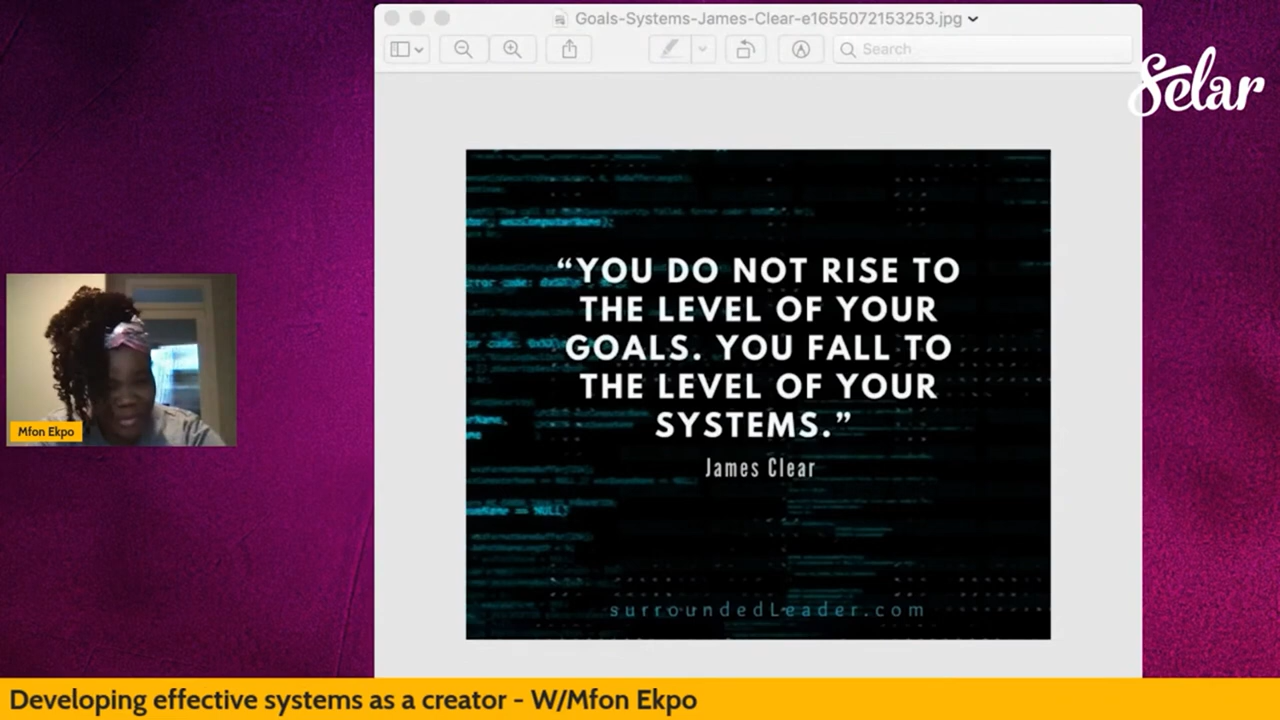 Goals-Systems-James-Clear-e1655072153253.jpg
Search
Selar
“YOU DO NOT RISE TO
THE LEVEL OF YOUR
GOALS. YOU FALL TO
THE LEVEL OF YOUR
SYSTEMS.”
James Clear
surroundedLeader.com
Mfon Ekpo
Developing effective systems as a creator - W/Mfon Ekpo